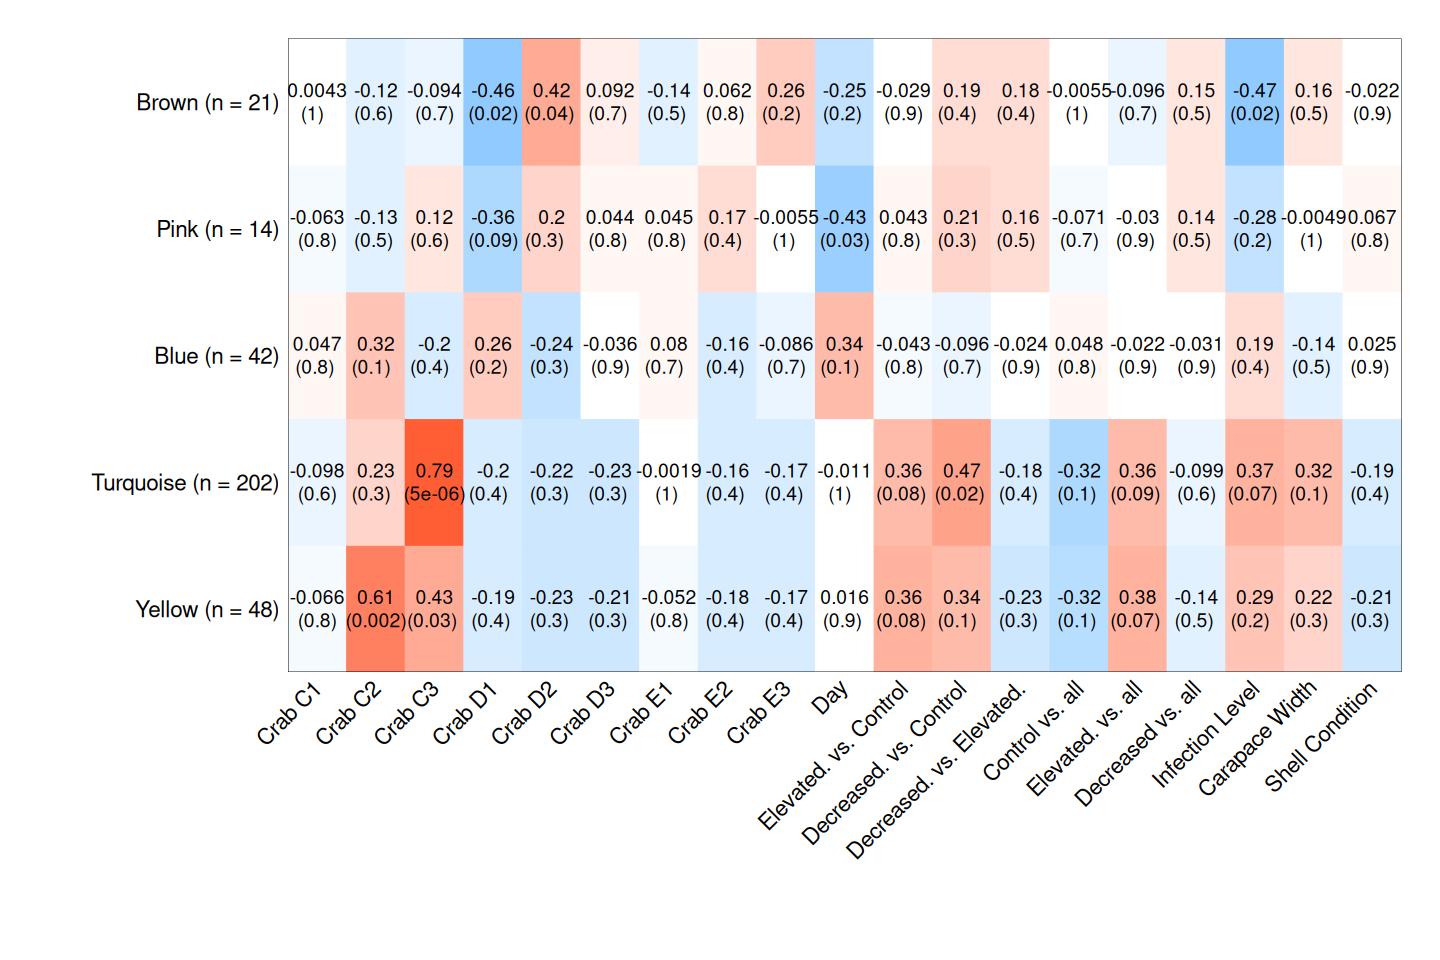 Brown (n = 21)
0.0043 -0.12 -0.094 -0.46 0.42 0.092 -0.14 0.062 0.26 -0.25 -0.029 0.19 0.18 -0.0055 -0.096 0.15 -0.47 0.16 -0.022
(1) (0.6) (0.7) (0.02) (0.04) (0.7) (0.5) (0.8) (0.2) (0.2) (0.9) (0.4) (0.4) (1) (0.7) (0.5) (0.02) (0.5) (0.9)
Pink (n = 14)
-0.063 -0.13 0.12 -0.36 0.2 0.044 0.045 0.17 -0.0055 -0.43 0.043 0.21 0.16 -0.071 -0.03 0.14 -0.28 -0.0049 0.067
(0.8) (0.5) (0.6) (0.09) (0.3) (0.8) (0.8) (0.4) (1) (0.03) (0.8) (0.3) (0.5) (0.7) (0.9) (0.5) (0.2) (1) (0.8)
Blue (n = 42)
0.047 0.32 -0.2 0.26 -0.24 -0.036 0.08 -0.16 -0.086 0.34 -0.043 -0.096 -0.024 0.048 -0.022 -0.031 0.19 -0.14 0.025
(0.8) (0.1) (0.4) (0.2) (0.3) (0.9) (0.7) (0.4) (0.7) (0.1) (0.8) (0.7) (0.9) (0.8) (0.9) (0.9) (0.4) (0.5) (0.9)
Turquoise (n = 202)
-0.098 0.23 0.79 -0.2 -0.22 -0.23 -0.0019 -0.16 -0.17 -0.011 0.36 0.47 -0.18 -0.32 0.36 -0.099 0.37 0.32 -0.19
(0.6) (0.3) (5e-06) (0.4) (0.3) (0.3) (1) (0.4) (0.4) (1) (0.08) (0.02) (0.4) (0.1) (0.09) (0.6) (0.07) (0.1) (0.4)
Yellow (n = 48)
-0.066 0.61 0.43 -0.19 -0.23 -0.21 -0.052 -0.18 -0.17 0.016 0.36 0.34 -0.23 -0.32 0.38 -0.14 0.29 0.22 -0.21
(0.8) (0.002) (0.03) (0.4) (0.3) (0.3) (0.8) (0.4) (0.4) (0.9) (0.08) (0.1) (0.3) (0.1) (0.07) (0.5) (0.2) (0.3) (0.3)
Crab C1
Crab C2
Crab C3
Crab D1
Crab D2
Crab D3
Crab E1
Crab E2
Crab E3
Day
Elevated. vs. Control
Decreased. vs. Control
Decreased. vs. Elevated.
Control vs. all
Elevated. vs. all
Decreased vs. all
Infection Level
Carapace Width
Shell Condition